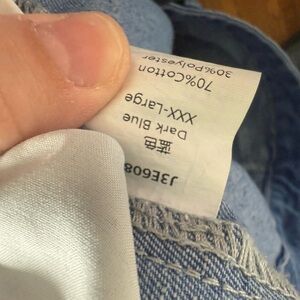 J3E608
蓝色
Dark Blue
XXX-Large
70%Cotton
30%Polyester